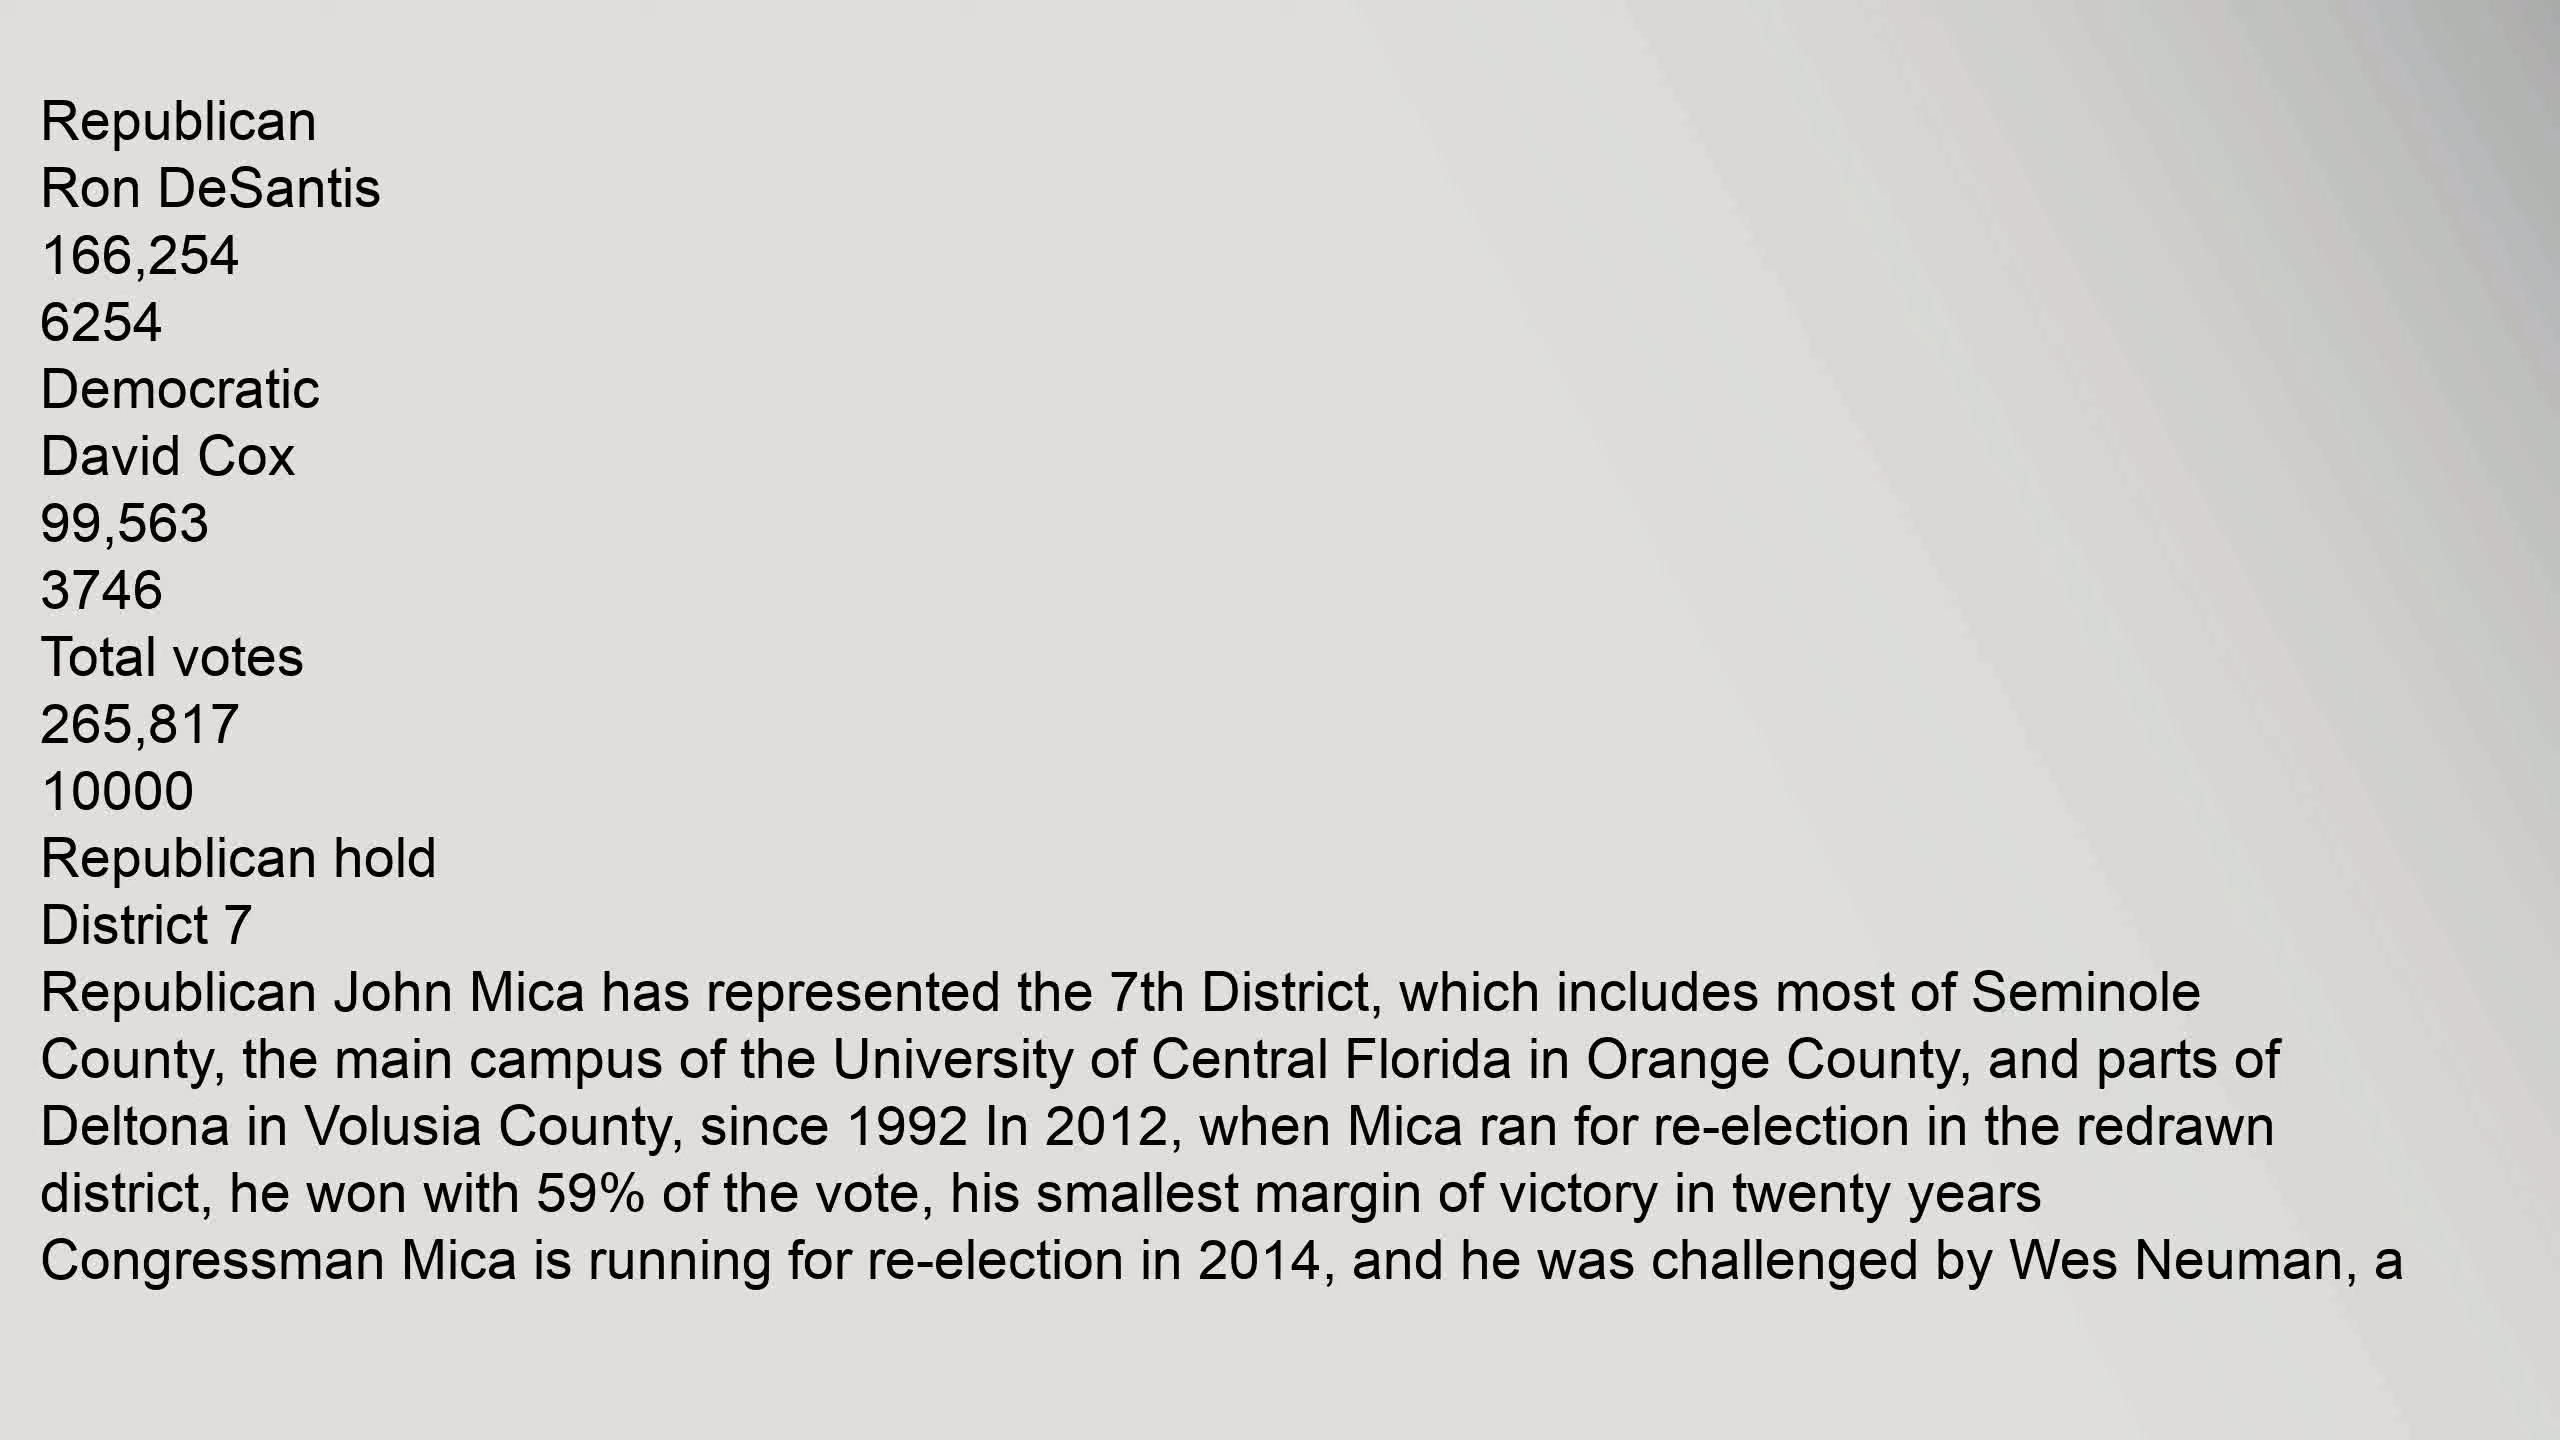 Republican
Ron DeSantis
166,254
6254
Democratic
David Cox
99,563
3746
Total votes
265,817
10000
Republican hold
District 7
Republican John Mica has represented the 7th District, which includes most of Seminole
County, the main campus of the University of Central Florida in Orange County, and parts of
Deltona in Volusia County, since 1992 In 2012, when Mica ran for re-election in the redrawn
district, he won with 59% of the vote, his smallest margin of victory in twenty years
Congressman Mica is running for re-election in 2014, and he was challenged by Wes Neuman, a